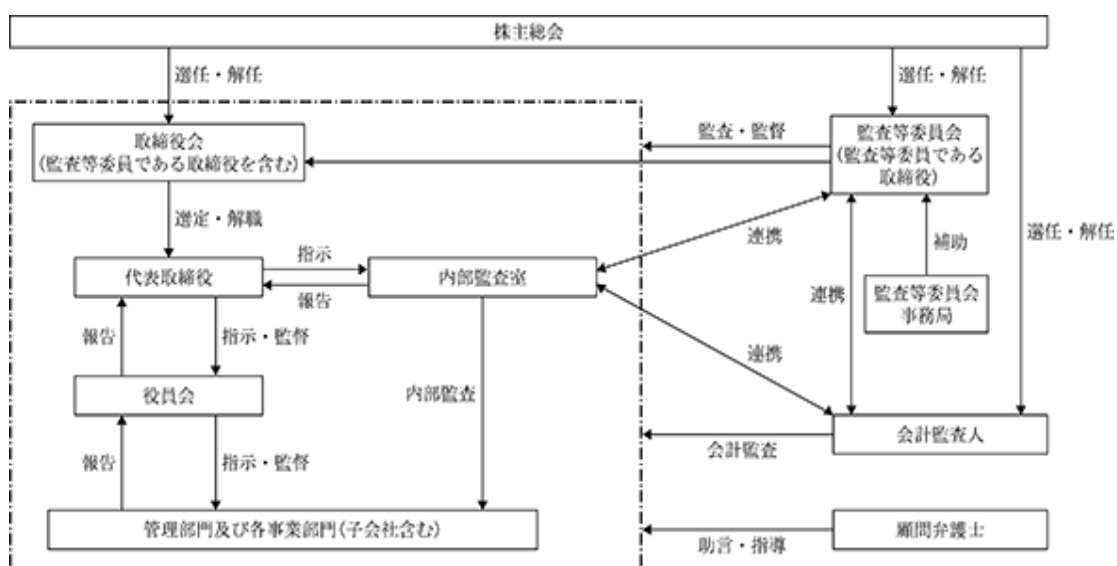 株主総会
選任・解任
選任・解任
取締役会
(監査等委員である取締役を含む)
監査・監督
監査等委員会
(監査等委員である
取締役)
選定・解職
連携
補助
選任・解任
代表取締役
指示
報告
内部監査室
連携
監査等委員会
事務局
報告
指示・監督
連携
役員会
内部監査
会計監査人
会計監査
報告
指示・監督
管理部門及び各事業部門(子会社含む)
顧問弁護士
助言・指導